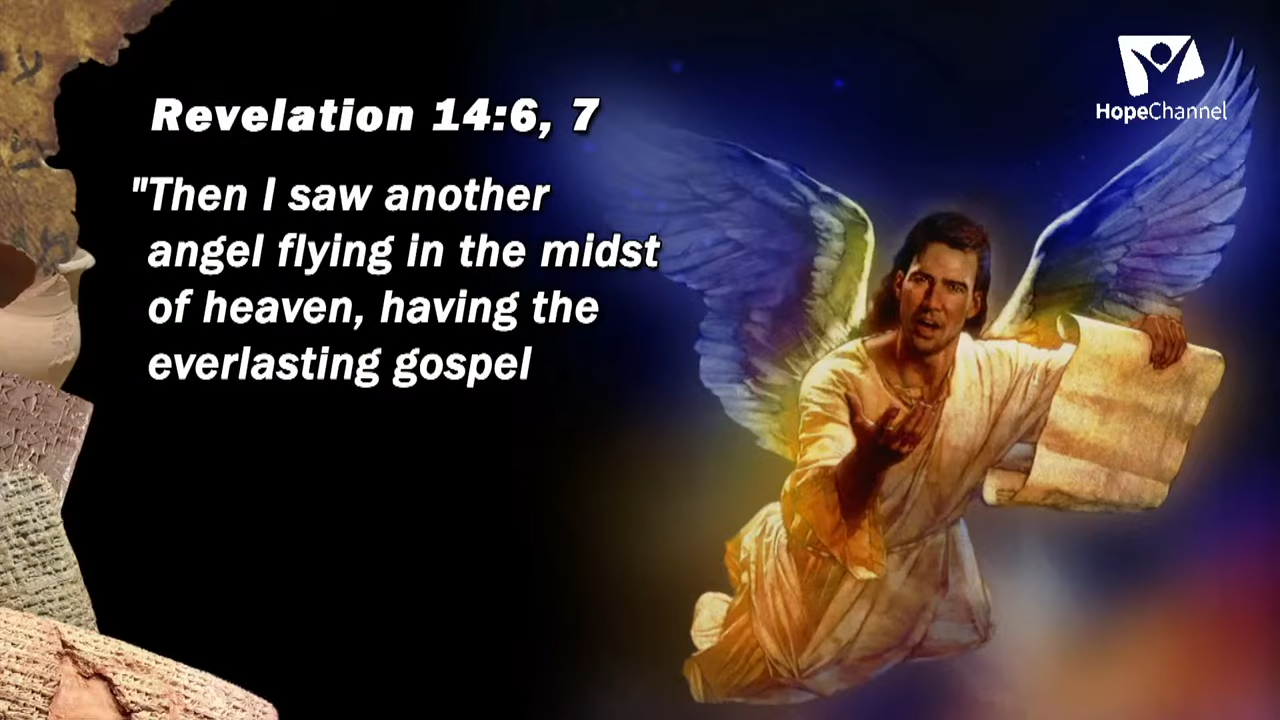 HopeChannel
Revelation 14:6, 7
"Then I saw another
angel flying in the midst
of heaven, having the
everlasting gospel